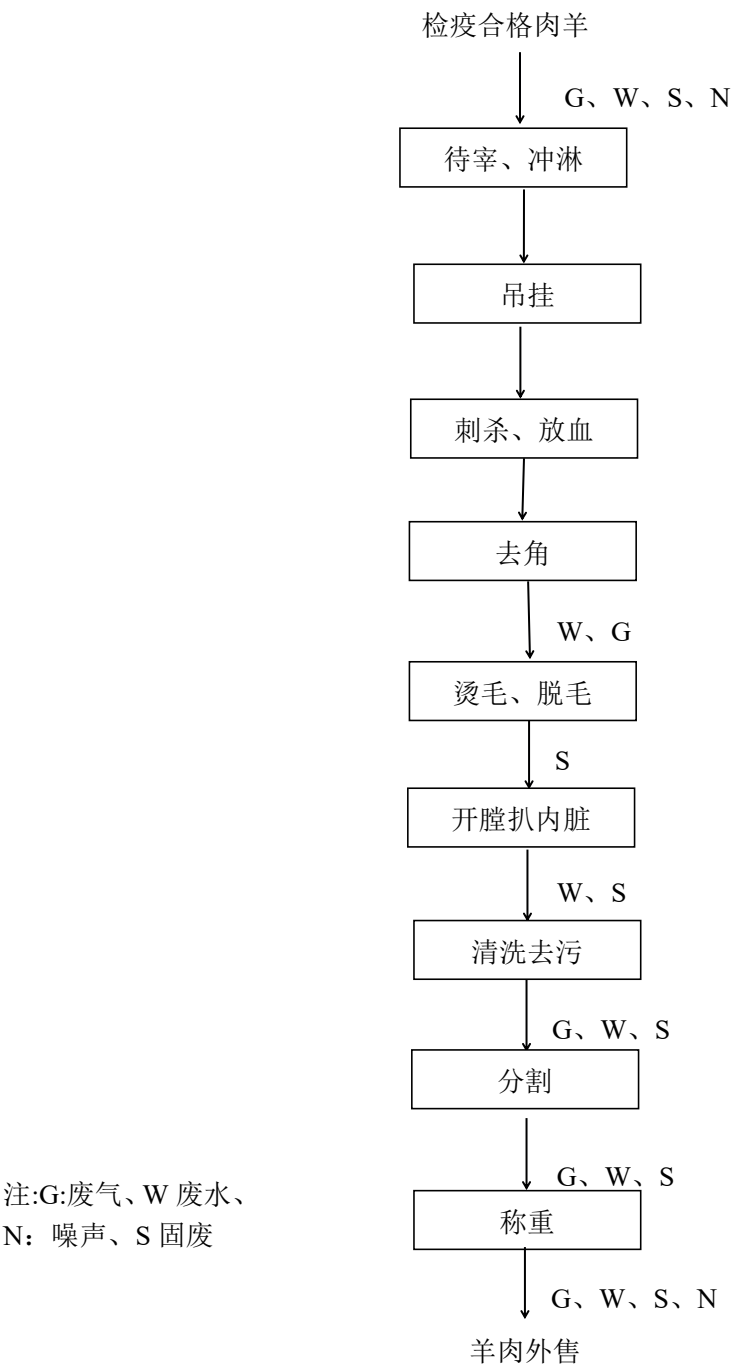 检疫合格肉羊
G、W、S、N
待宰、冲淋
吊挂
刺杀、放血
去角
W、G
烫毛、脱毛
S
开膛扒内脏
W、S
清洗去污
G、W、S
分割
G、W、S
称重
G、W、S、N
羊肉外售
注:G:废气、W 废水、
N：噪声、S 固废